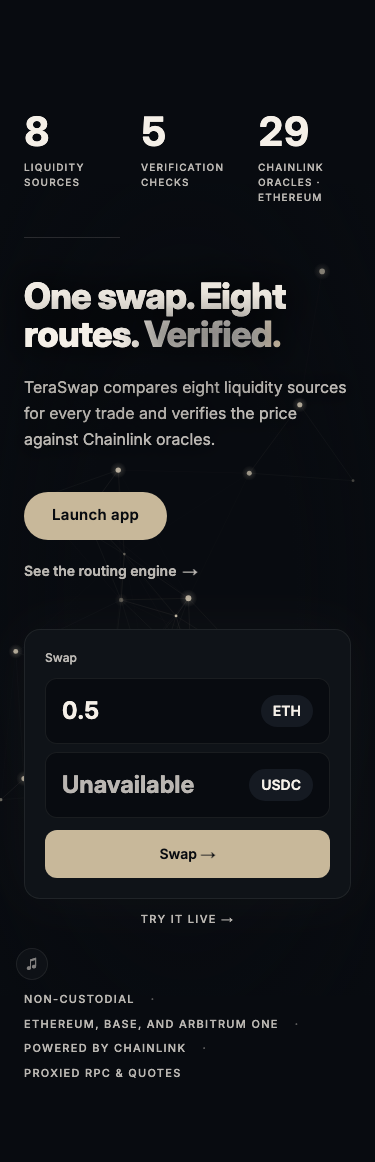 8
LIQUIDITY
SOURCES
5
VERIFICATION
CHECKS
29
CHAINLINK
ORACLES ·
ETHEREUM
One swap. Eight
routes. Verified.
TeraSwap compares eight liquidity sources
for every trade and verifies the price
against Chainlink oracles.
Launch app
See the routing engine →
Swap
0.5
ETH
Unavailable
USDC
Swap →
TRY IT LIVE →
NON-CUSTODIAL ·
ETHEREUM, BASE, AND ARBITRUM ONE ·
POWERED BY CHAINLINK ·
PROXIED RPC & QUOTES